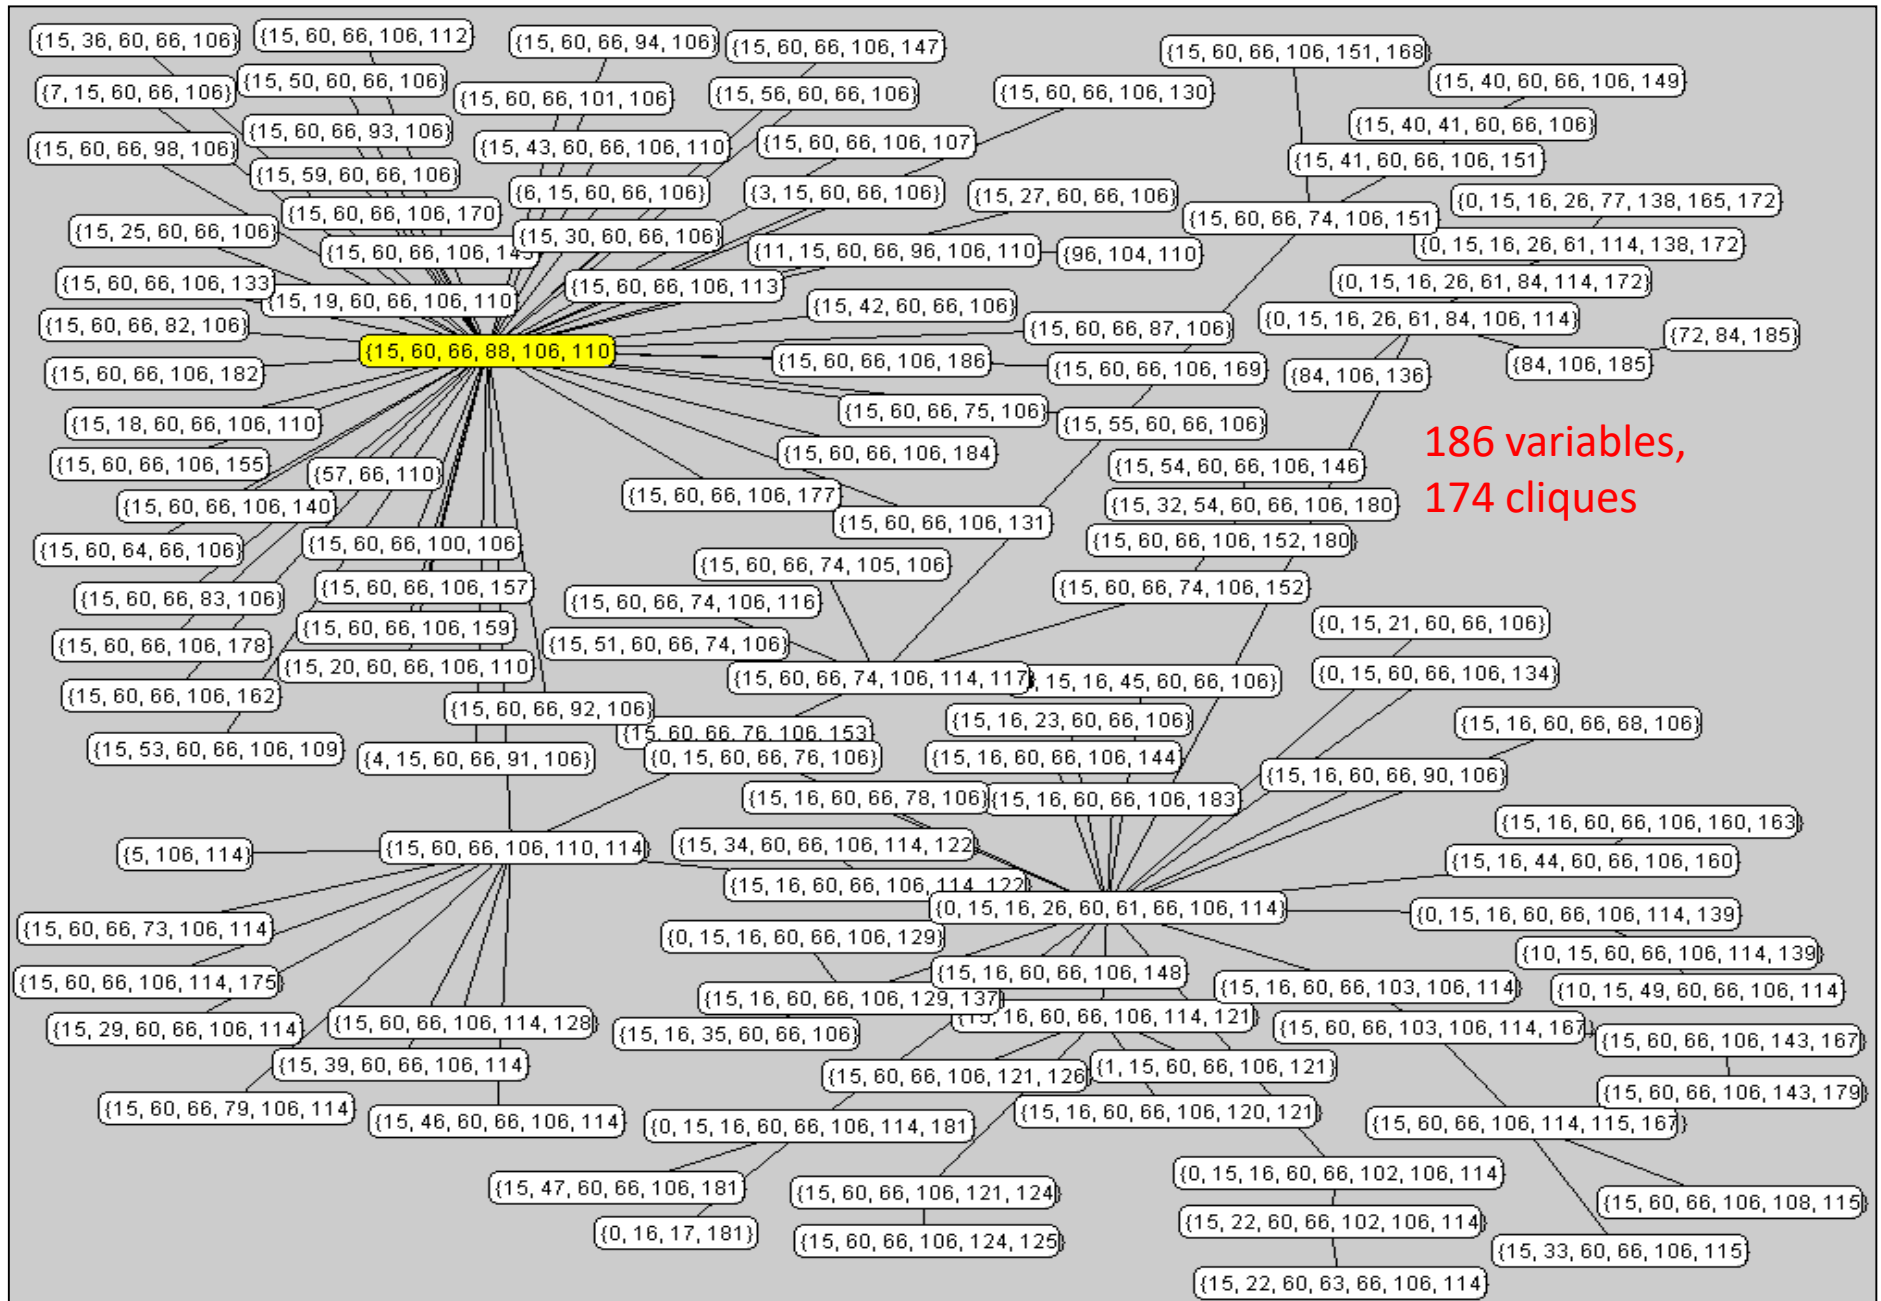 {15, 36, 60, 66, 106}
{15, 60, 66, 106, 112}
{15, 60, 66, 94, 106}
{15, 60, 66, 106, 147}
{15, 60, 66, 106, 151, 168}
{7, 15, 60, 66, 106}
{15, 50, 60, 66, 106}
{15, 60, 66, 101, 106}
{15, 56, 60, 66, 106}
{15, 60, 66, 106, 130}
{15, 40, 60, 66, 106, 149}
{15, 40, 41, 60, 66, 106}
{15, 60, 66, 98, 106}
{15, 60, 66, 93, 106}
{15, 43, 60, 66, 106, 110}
{15, 60, 66, 106, 107}
{15, 41, 60, 66, 106, 151}
{15, 59, 60, 66, 106}
{6, 15, 60, 66, 106}
{3, 15, 60, 66, 106}
{15, 27, 60, 66, 106}
{0, 15, 16, 26, 77, 138, 165, 172}
{15, 60, 66, 106, 170}
{15, 60, 66, 74, 106, 151}
{15, 25, 60, 66, 106}
{15, 30, 60, 66, 106}
{0, 15, 16, 26, 61, 114, 138, 172}
{15, 60, 66, 106, 145
{11, 15, 60, 66, 96, 106, 110}
{96, 104, 110}
{15, 60, 66, 106, 133}
{15, 60, 66, 106, 113}
{0, 15, 16, 26, 61, 84, 114, 172}
{15, 19, 60, 66, 106, 110}
{15, 42, 60, 66, 106}
{0, 15, 16, 26, 61, 84, 106, 114}
{15, 60, 66, 82, 106}
{15, 60, 66, 87, 106}
{72, 84, 185}
{15, 60, 66, 88, 106, 110
{15, 60, 66, 106, 182}
{15, 60, 66, 106, 186}
{15, 60, 66, 106, 169}
{84, 106, 136}
{84, 106, 185}
{15, 18, 60, 66, 106, 110}
{15, 60, 66, 75, 106}
{15, 55, 60, 66, 106}
186 variables,
174 cliques
{15, 60, 66, 106, 155}
{57, 66, 110}
{15, 60, 66, 106, 184}
{15, 54, 60, 66, 106, 146}
{15, 60, 66, 106, 140}
{15, 60, 66, 106, 177}
{15, 32, 54, 60, 66, 106, 180}
{15, 60, 66, 106, 131}
{15, 60, 64, 66, 106}
{15, 60, 66, 100, 106}
{15, 60, 66, 106, 152, 180}
{15, 60, 66, 74, 105, 106}
{15, 60, 66, 83, 106}
{15, 60, 66, 106, 157}
{15, 60, 66, 74, 106, 116}
{15, 60, 66, 74, 106, 152}
{15, 60, 66, 106, 159}
{0, 15, 21, 60, 66, 106}
{15, 60, 66, 106, 178}
{15, 51, 60, 66, 74, 106}
{15, 20, 60, 66, 106, 110}
{15, 60, 66, 74, 106, 114, 117}
, 15, 16, 45, 60, 66, 106}
{0, 15, 60, 66, 106, 134}
{15, 60, 66, 106, 162}
{15, 60, 66, 92, 106}
{15, 16, 23, 60, 66, 106}
{15, 16, 60, 66, 68, 106}
{15, 53, 60, 66, 106, 109}
{15, 60, 66, 76, 106, 153}
{4, 15, 60, 66, 91, 106}
{0, 15, 60, 66, 76, 106}
{15, 16, 60, 66, 106, 144}
{15, 16, 60, 66, 90, 106}
{15, 16, 60, 66, 78, 106}
{15, 16, 60, 66, 106, 183}
{15, 16, 60, 66, 106, 160, 163}
{5, 106, 114}
{15, 60, 66, 106, 110, 114}
{15, 34, 60, 66, 106, 114, 122}
{15, 16, 44, 60, 66, 106, 160}
{15, 16, 60, 66, 106, 114, 122}
{0, 15, 16, 26, 60, 61, 66, 106, 114}
{0, 15, 16, 60, 66, 106, 114, 139}
{15, 60, 66, 73, 106, 114}
{0, 15, 16, 60, 66, 106, 129}
{10, 15, 60, 66, 106, 114, 139}
{15, 60, 66, 106, 114, 175}
{15, 16, 60, 66, 106, 148}
{15, 16, 60, 66, 103, 106, 114}
{10, 15, 49, 60, 66, 106, 114}
{15, 16, 60, 66, 106, 129, 137}
{15, 29, 60, 66, 106, 114}
{15, 60, 66, 106, 114, 128}
{15, 16, 35, 60, 66, 106}
{15, 16, 60, 66, 106, 114, 121}
{15, 60, 66, 103, 106, 114, 167}
{15, 60, 66, 106, 143, 167}
{15, 39, 60, 66, 106, 114}
{15, 60, 66, 106, 121, 126}
{1, 15, 60, 66, 106, 121}
{15, 60, 66, 106, 143, 179}
{15, 60, 66, 79, 106, 114}
{15, 46, 60, 66, 106, 114}
{0, 15, 16, 60, 66, 106, 114, 181}
{15, 16, 60, 66, 106, 120, 121}
{15, 60, 66, 106, 114, 115, 167}
{15, 47, 60, 66, 106, 181}
{15, 60, 66, 106, 121, 124}
{0, 15, 16, 60, 66, 102, 106, 114}
{15, 60, 66, 106, 108, 115}
{0, 16, 17, 181}
{15, 60, 66, 106, 124, 125}
{15, 22, 60, 66, 102, 106, 114}
{15, 33, 60, 66, 106, 115}
{15, 22, 60, 63, 66, 106, 114}